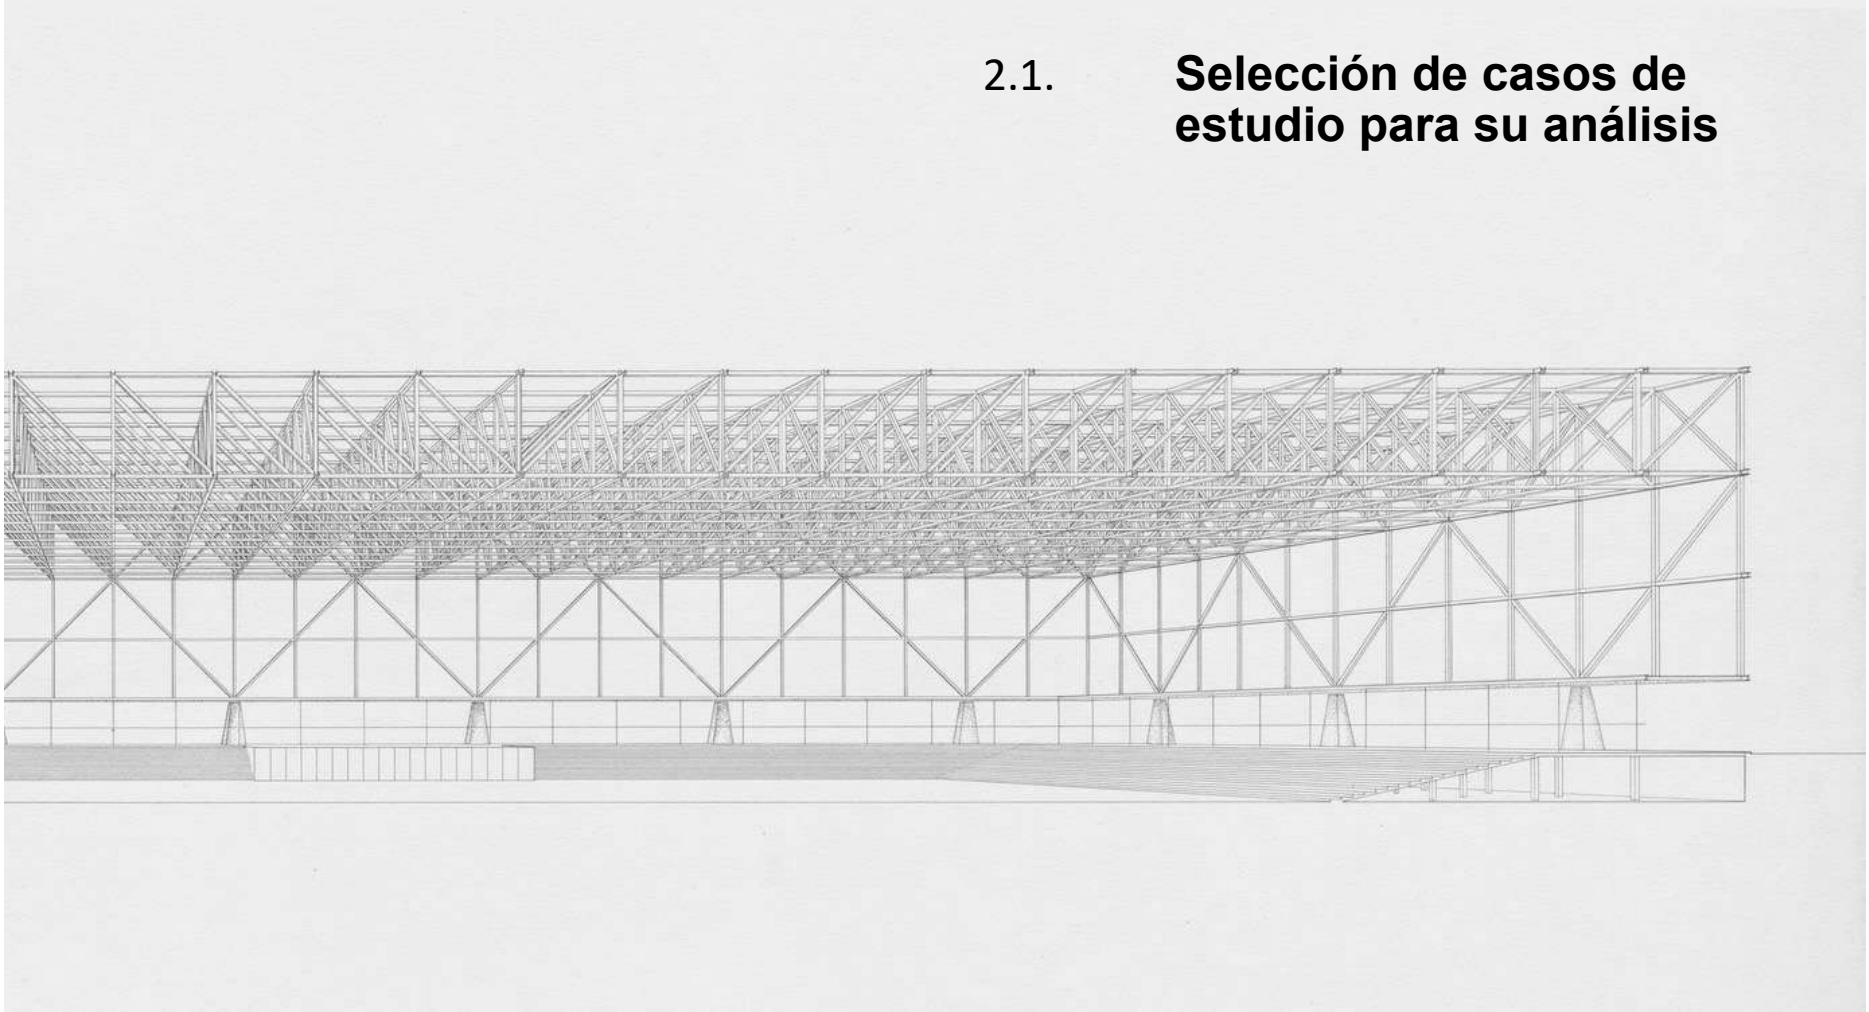 2.1. Selección de casos de
estudio para su análisis